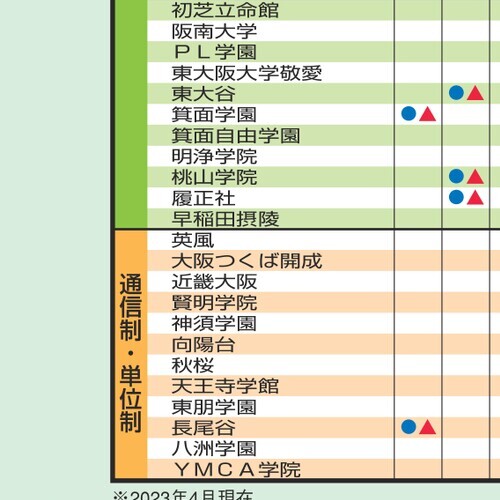 初芝立命館
阪南大学
ＰＬ学園
東大阪大学敬愛
東大谷
箕面学園
箕面自由学園
明浄学院
桃山学院
履正社
早稲田摂陵
通信制・単位制
英風
大阪つくば開成
近畿大阪
賢明学院
神須学園
向陽台
秋桜
天王寺学館
東朋学園
長尾谷
八洲学園
ＹＭＣＡ学院
※2023年4月現在